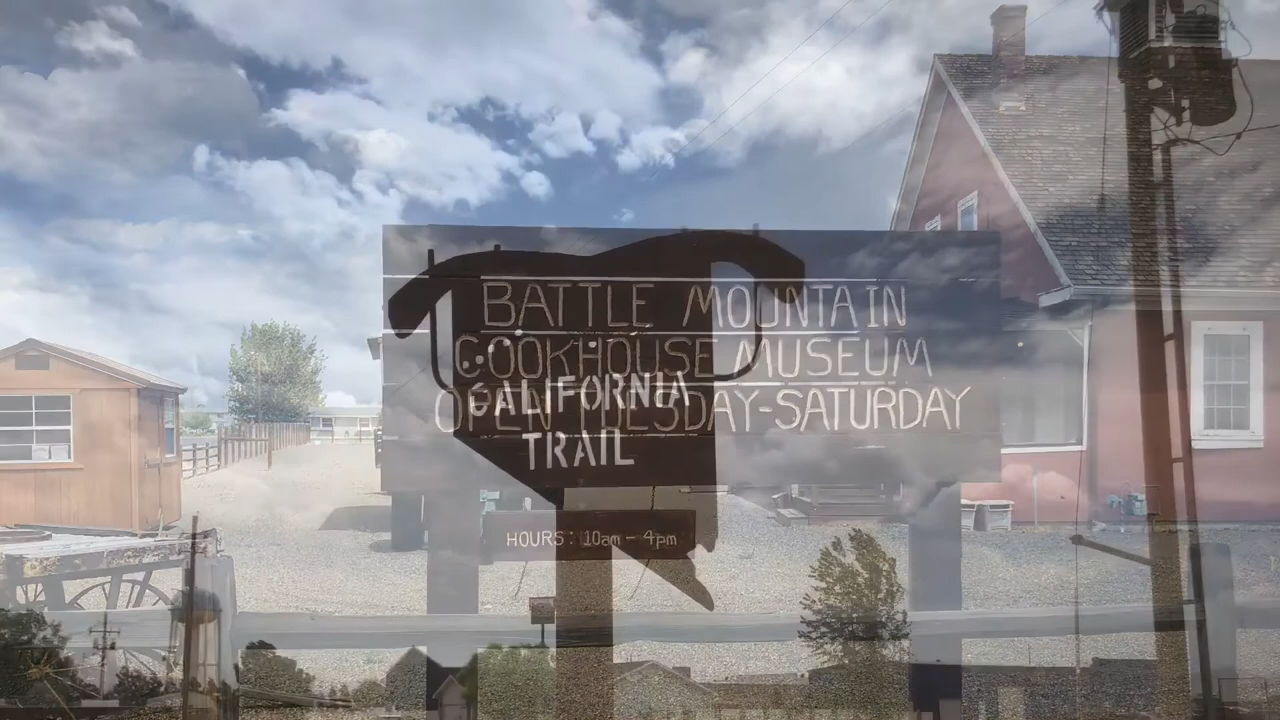 BATTLE MOUNTAIN
COOKHOUSE MUSEUM
OPEN TUESDAY-SATURDAY
CALIFORNIA
TRAIL
HOURS: 10am - 4pm